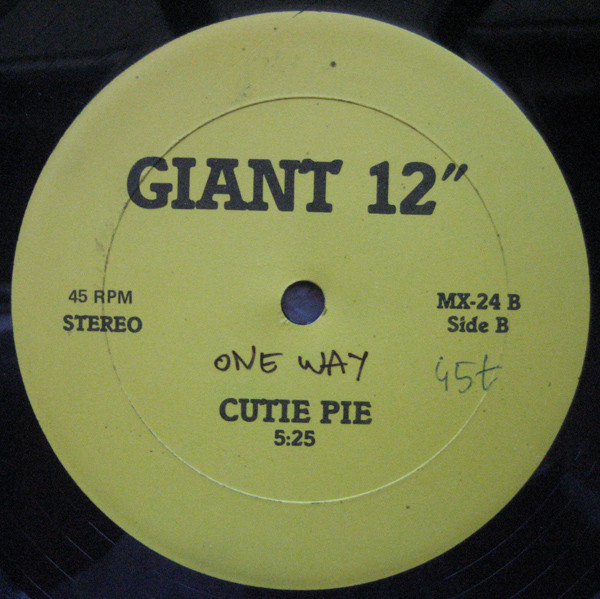 GIANT 12"
45 RPM
STEREO
MX-24 B
Side B
ONE WAY
45t
CUTIE PIE
5:25